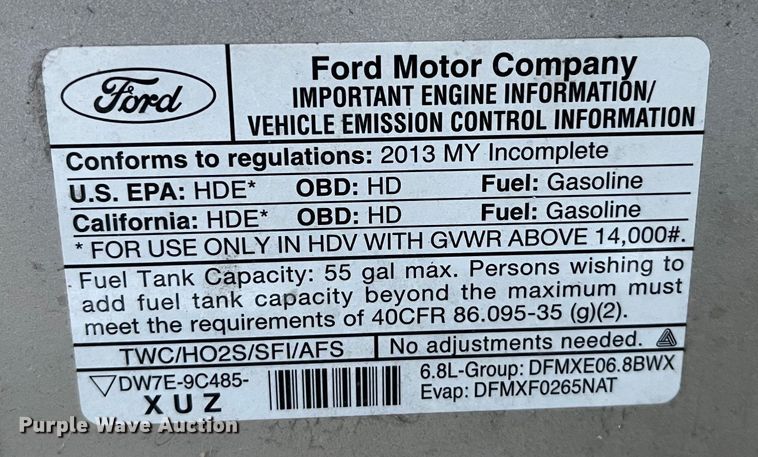 Ford
Ford Motor Company
IMPORTANT ENGINE INFORMATION/
VEHICLE EMISSION CONTROL INFORMATION
Conforms to regulations: 2013 MY Incomplete
U.S. EPA: HDE* OBD: HD Fuel: Gasoline
California: HDE* OBD: HD Fuel: Gasoline
* FOR USE ONLY IN HDV WITH GVWR ABOVE 14,000#.
Fuel Tank Capacity: 55 gal max. Persons wishing to
add fuel tank capacity beyond the maximum must
meet the requirements of 40CFR 86.095-35 (g)(2).
TWC/HO2S/SFI/AFS No adjustments needed.
DW7E-9C485-
X U Z
6.8L-Group: DFMXE06.8BWX
Evap: DFMXF0265NAT
Purple Wave Auction